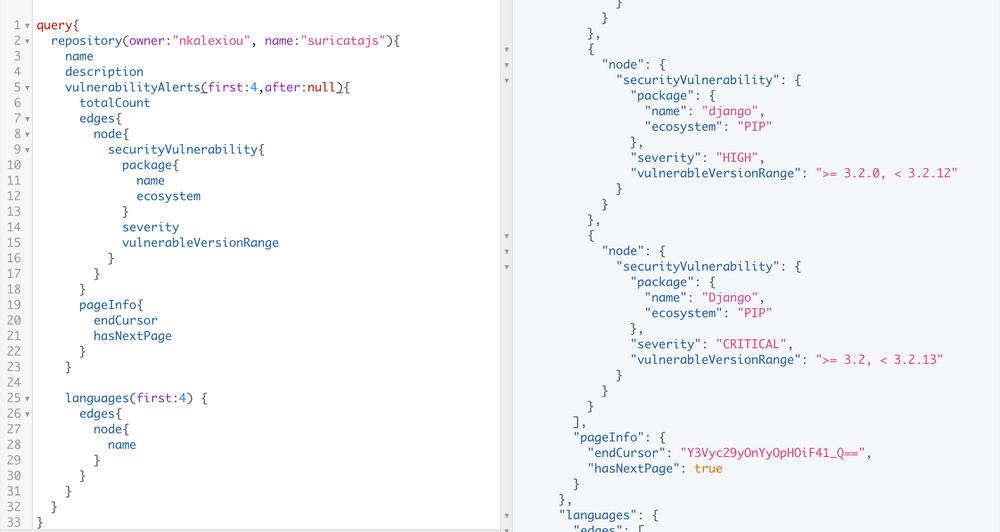 1 query{
2 repository(owner:"nkalexiou", name:"suricatajs"){
3 name
4 description
5 vulnerabilityAlerts(first:4,after:null){
6 totalCount
7 edges{
8 node{
9 securityVulnerability{
10 package{
11 name
12 ecosystem
13 }
14 severity
15 vulnerableVersionRange
16 }
17 }
18 }
19 pageInfo{
20 endCursor
21 hasNextPage
22 }
23 }
24
25 languages(first:4) {
26 edges{
27 node{
28 name
29 }
30 }
31 }
32 }
33 }
}
}
},
{
"node": {
"securityVulnerability": {
"package": {
"name": "django",
"ecosystem": "PIP"
},
"severity": "HIGH",
"vulnerableVersionRange": ">= 3.2.0, < 3.2.12"
}
}
},
{
"node": {
"securityVulnerability": {
"package": {
"name": "Django",
"ecosystem": "PIP"
},
"severity": "CRITICAL",
"vulnerableVersionRange": ">= 3.2, < 3.2.13"
}
}
}
],
"pageInfo": {
"endCursor": "Y3Vyc29yOnYyOpHOiF41_Q==",
"hasNextPage": true
}
},
"languages": {
"edges": [